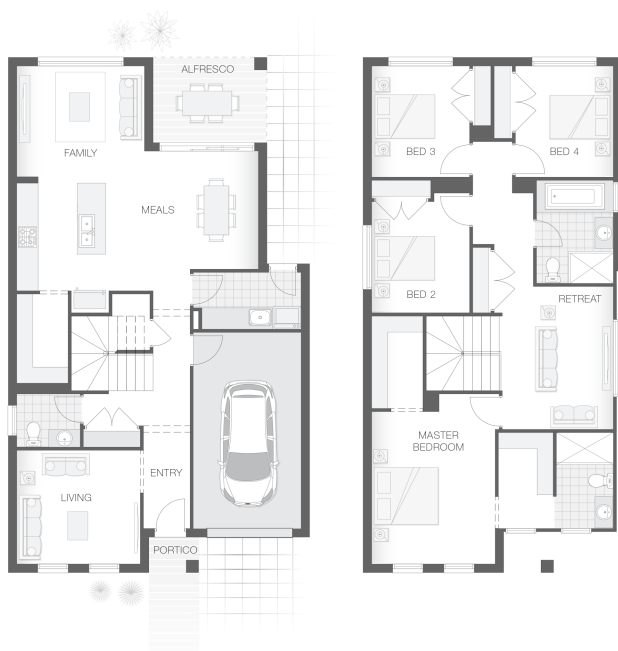 ALFRESCO
FAMILY
MEALS
ENTRY
LIVING
PORTICO
BED 3
BED 4
BED 2
RETREAT
MASTER
BEDROOM